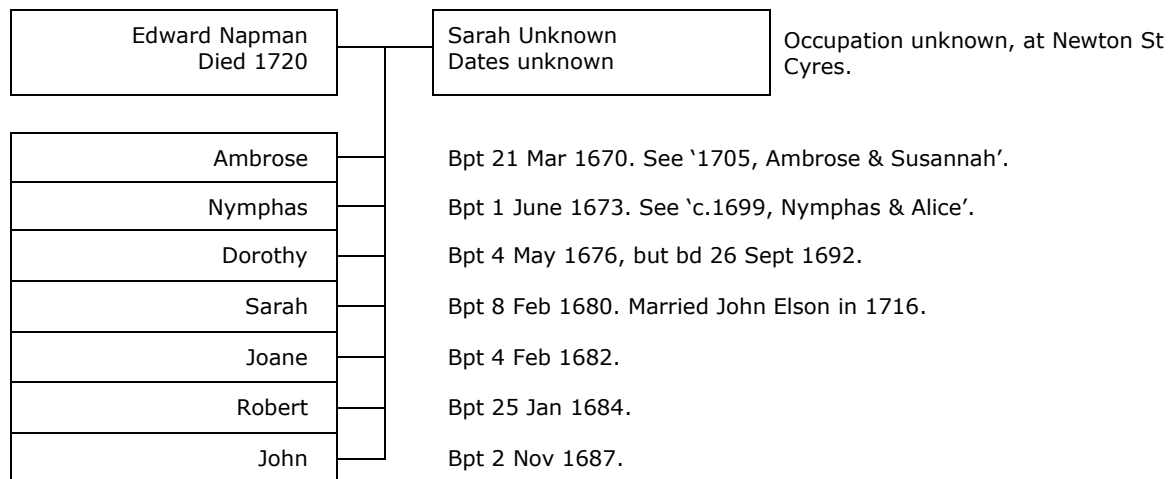 Edward Napman
Died 1720
Sarah Unknown
Dates unknown
Occupation unknown, at Newton St
Cyres.
Ambrose
Bpt 21 Mar 1670. See ‘1705, Ambrose & Susannah’.
Nymphas
Bpt 1 June 1673. See ‘c.1699, Nymphas & Alice’.
Dorothy
Bpt 4 May 1676, but bd 26 Sept 1692.
Sarah
Bpt 8 Feb 1680. Married John Elson in 1716.
Joane
Bpt 4 Feb 1682.
Robert
Bpt 25 Jan 1684.
John
Bpt 2 Nov 1687.